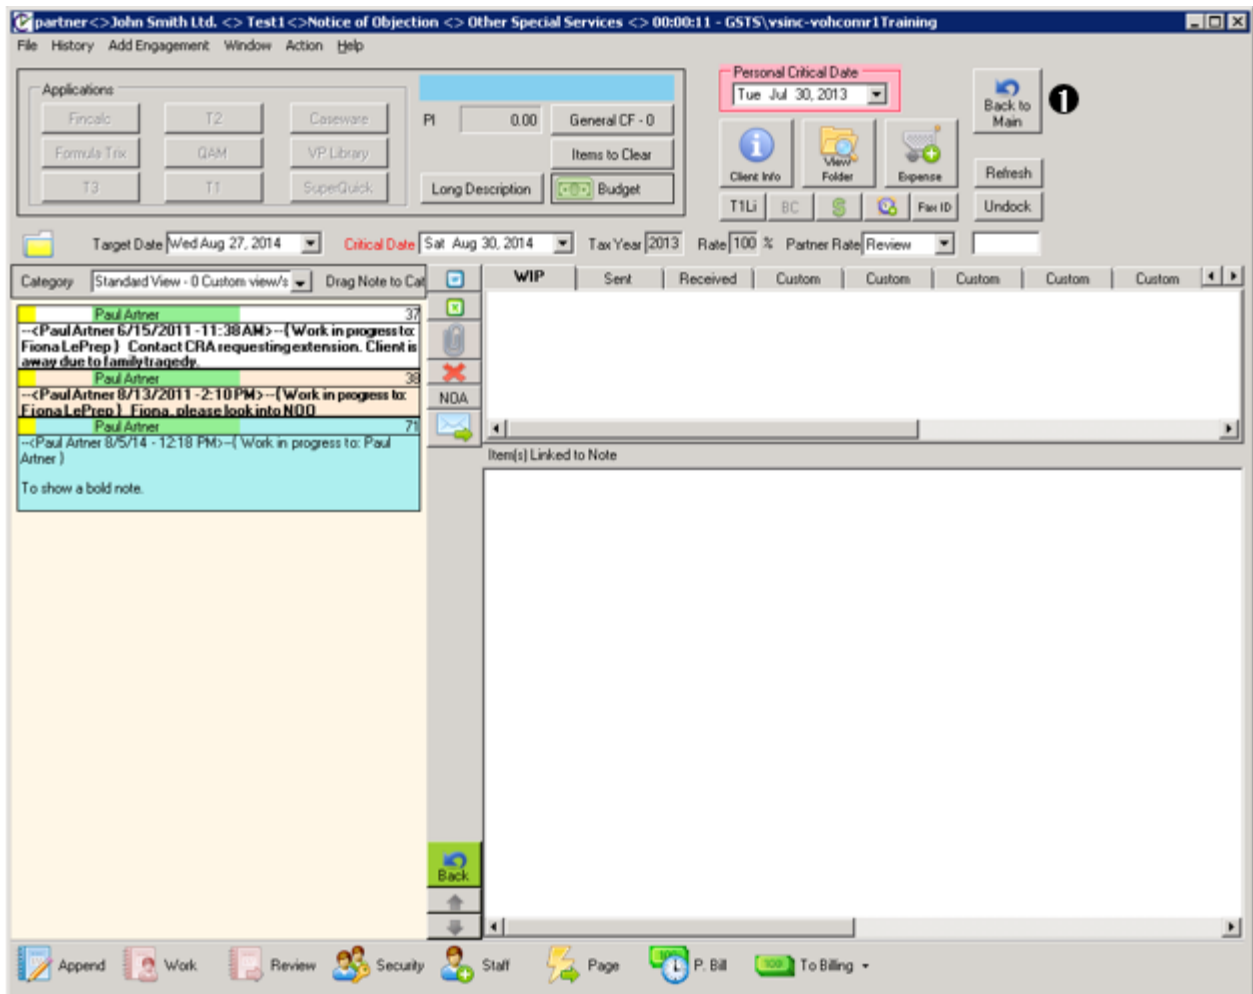 partner<>John Smith Ltd. <> Test1<>Notice of Objection <> Other Special Services <> 00:00:11 - GSTS\vsinc-vohcomr1Training
File History Add Engagement Window Action Help
Applications
Fincalc T2 Caseware
Formula Trix QAM VP Library
T3 T1 SuperQuick
PI 0.00 General CF - 0
Items to Clear
Long Description Budget
Personal Critical Date
Tue Jul 30, 2013
Back to
Main
1
Client Info View Folder Expense
Refresh
T1Li BC $ Fax ID Undock
Target Date Wed Aug 27, 2014 Critical Date Sat Aug 30, 2014 Tax Year 2013 Rate 100 % Partner Rate Review
Category Standard View - 0 Custom view/s Drag Note to Cat
WIP Sent Received Custom Custom Custom Custom Custom
Paul Artner 37
--<Paul Artner 6/15/2011 - 11:38 AM>--{Work in progress to:
Fiona LePrep } Contact CRA requesting extension. Client is
away due to family tragedy.
Paul Artner 38
--<Paul Artner 8/13/2011 - 2:10 PM>--{Work in progress to:
Fiona LePrep } Fiona, please look into NOO
Paul Artner 71
--<Paul Artner 8/5/14 - 12:18 PM>--{ Work in progress to: Paul
Artner }
To show a bold note.
NOA
Item(s) Linked to Note
Back
Append Work Review Security Staff Page P. Bill To Billing